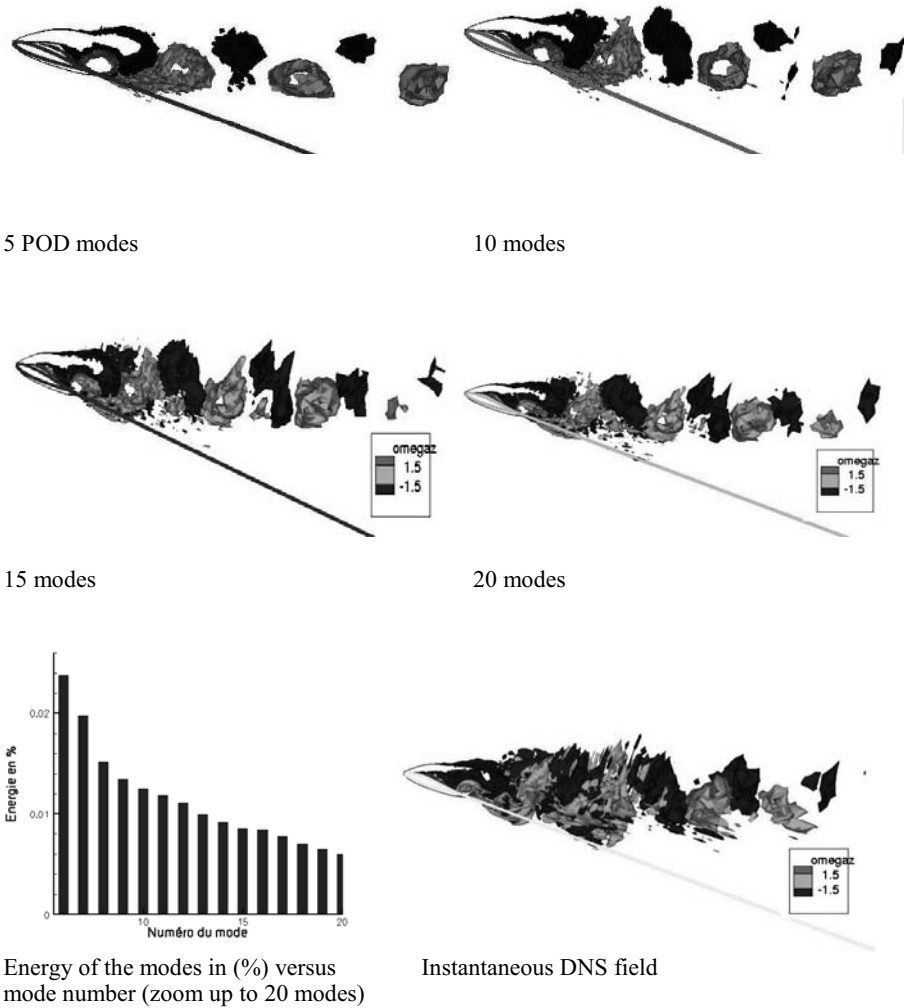 5 POD modes
10 modes
omegaz
1.5
-1.5
omegaz
1.5
-1.5
15 modes
20 modes
0.02
0.01
0
Energie en %
10
15
20
Numéro du mode
omegaz
1.5
-1.5
Energy of the modes in (%) versus
mode number (zoom up to 20 modes)
Instantaneous DNS field